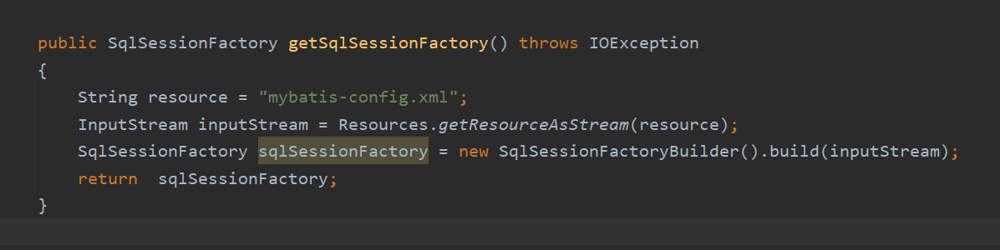 public SqlSessionFactory getSqlSessionFactory() throws IOException
{
String resource = "mybatis-config.xml";
InputStream inputStream = Resources.getResourceAsStream(resource);
SqlSessionFactory sqlSessionFactory = new SqlSessionFactoryBuilder().build(inputStream);
return  sqlSessionFactory;
}